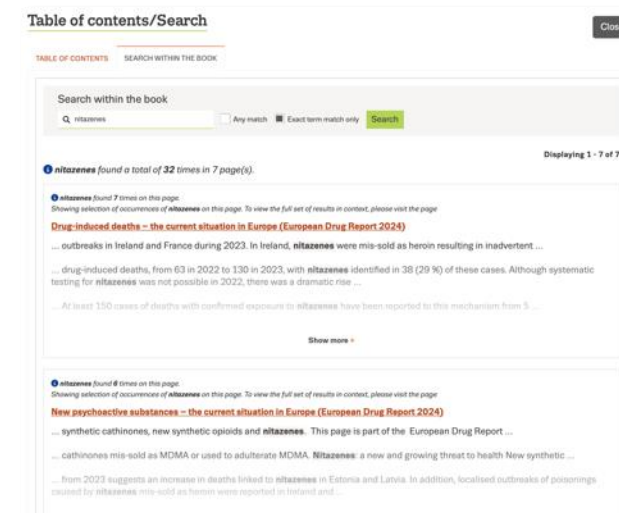 Table of contents/Search
Clos
TABLE OF CONTENTS SEARCH WITHIN THE BOOK
Search within the book
nitazenes Any match Exact term match only Search
Displaying 1 - 7 of 7
nitazenes found a total of 32 times in 7 page(s).
nitazenes found 7 times on this page.
Showing selection of occurrences of nitazenes on this page. To view the full set of results in context, please visit the page
Drug-induced deaths – the current situation in Europe (European Drug Report 2024)
... outbreaks in Ireland and France during 2023. In Ireland, nitazenes were mis-sold as heroin resulting in inadvertent ...
... drug-induced deaths, from 63 in 2022 to 130 in 2023, with nitazenes identified in 38 (29 %) of these cases. Although systematic
testing for nitazenes was not possible in 2022, there was a dramatic rise ...
... At least 150 cases of deaths with confirmed exposure to nitazenes have been reported to this mechanism from 5 ...
Show more +
nitazenes found 6 times on this page.
Showing selection of occurrences of nitazenes on this page. To view the full set of results in context, please visit the page
New psychoactive substances – the current situation in Europe (European Drug Report 2024)
... synthetic cathinones, new synthetic opioids and nitazenes. This page is part of the European Drug Report ...
... cathinones mis-sold as MDMA or used to adulterate MDMA. Nitazenes: a new and growing threat to health New synthetic ...
... from 2023 suggests an increase in deaths linked to nitazenes in Estonia and Latvia. In addition, localised outbreaks of poisonings
caused by nitazenes mis-sold as heroin were reported in Ireland and ...